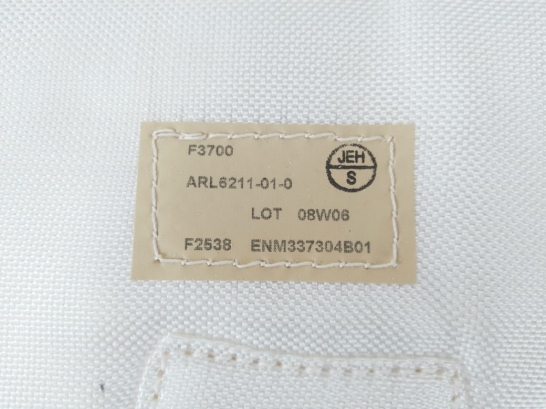 F3700
JEH
S
ARL6211-01-0
LOT 08W06
F2538 ENM337304B01